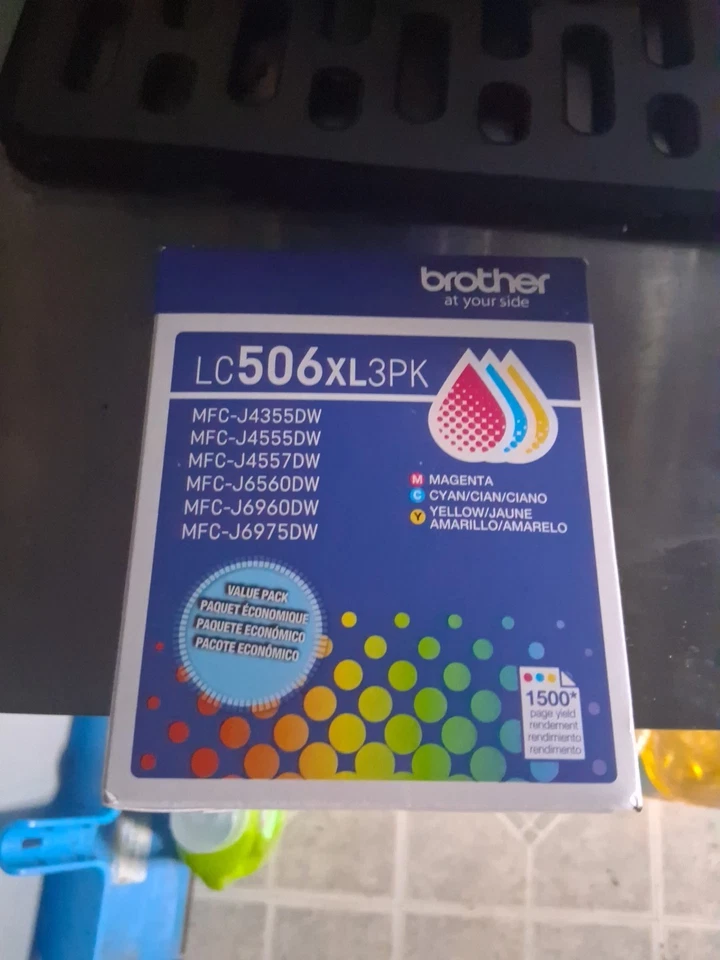 brother
at your side
LC506XL3PK
MFC-J4355DW
MFC-J4555DW
MFC-J4557DW
MFC-J6560DW
MFC-J6960DW
MFC-J6975DW
M MAGENTA
C CYAN/CIAN/CIANO
Y YELLOW/JAUNE
AMARILLO/AMARELO
VALUE PACK
PAQUET ÉCONOMIQUE
PAQUETE ECONÓMICO
PACOTE ECONÓMICO
1500*
page yield
rendement
rendimiento
rendimento